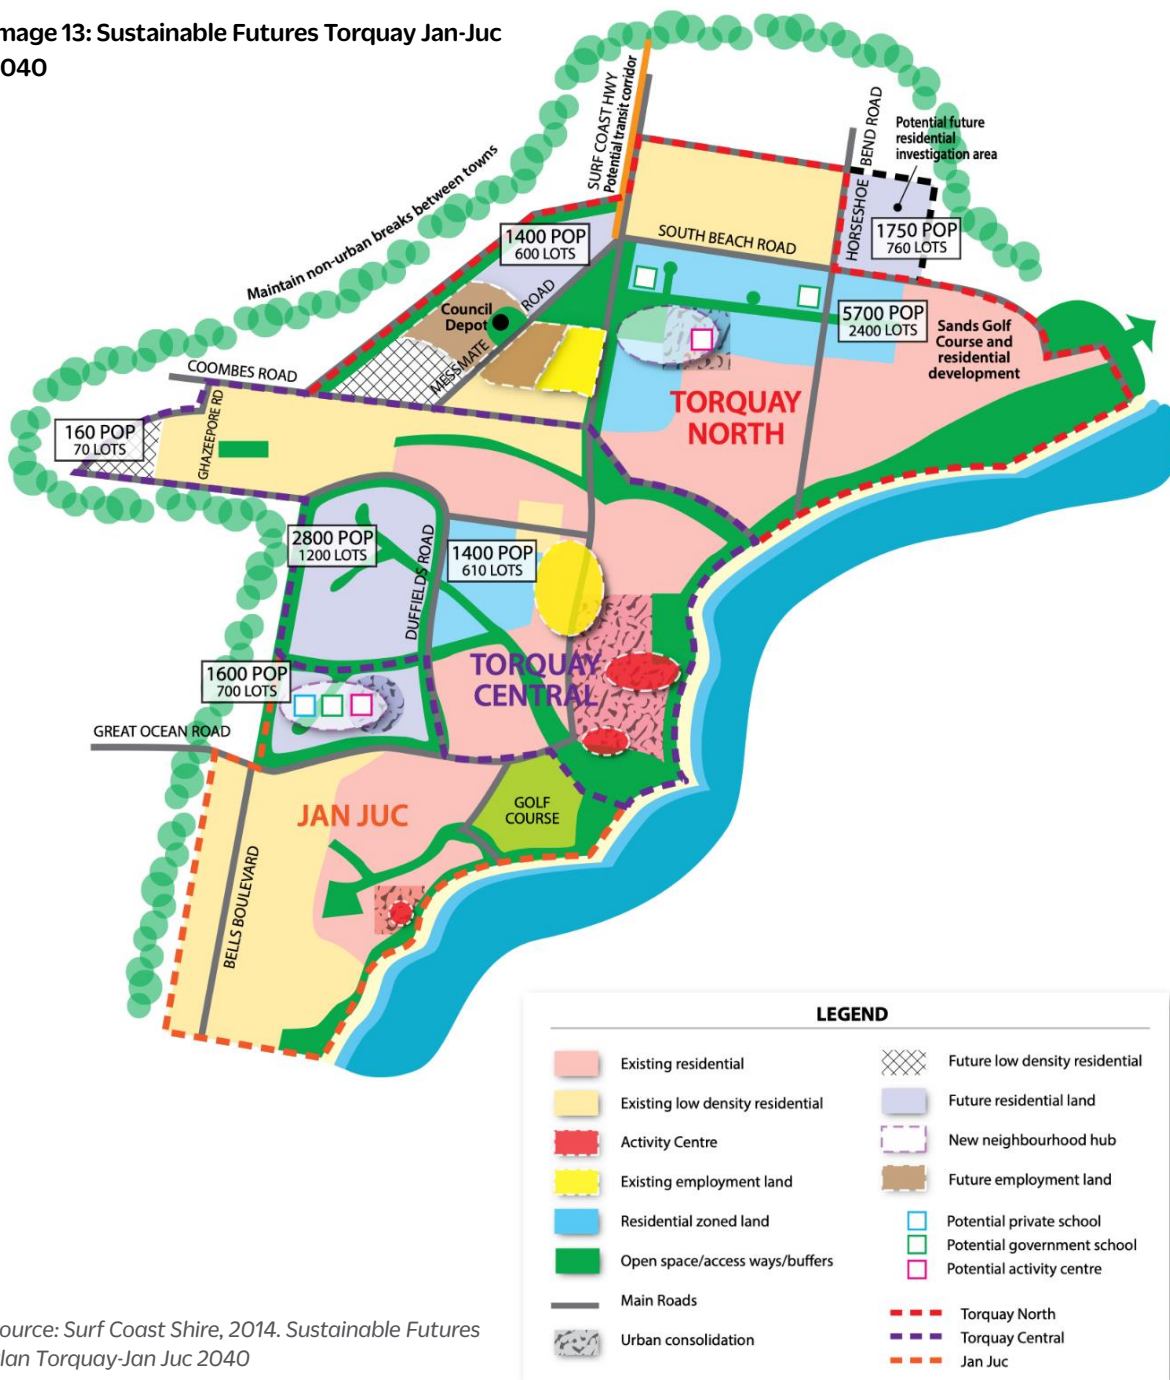 mage 13: Sustainable Futures Torquay Jan-Juc
040
SURF COAST HWY
Potential transit corridor
HORSESHOE BEND ROAD
Potential future
residential
investigation area
Maintain non-urban breaks between towns
1400 POP
600 LOTS
SOUTH BEACH ROAD
1750 POP
760 LOTS
Council
Depot
MESSMATE ROAD
5700 POP
2400 LOTS
Sands Golf
Course and
residential
development
COOMBES ROAD
GHAZEEPORE RD
160 POP
70 LOTS
TORQUAY
NORTH
2800 POP
1200 LOTS
DUFFIELDS ROAD
1400 POP
610 LOTS
TORQUAY
CENTRAL
1600 POP
700 LOTS
GREAT OCEAN ROAD
JAN JUC
GOLF
COURSE
BELLS BOULEVARD
LEGEND
Existing residential
Existing low density residential
Activity Centre
Existing employment land
Residential zoned land
Open space/access ways/buffers
Main Roads
Urban consolidation
Future low density residential
Future residential land
New neighbourhood hub
Future employment land
Potential private school
Potential government school
Potential activity centre
Torquay North
Torquay Central
Jan Juc
ource: Surf Coast Shire, 2014. Sustainable Futures
lan Torquay-Jan Juc 2040